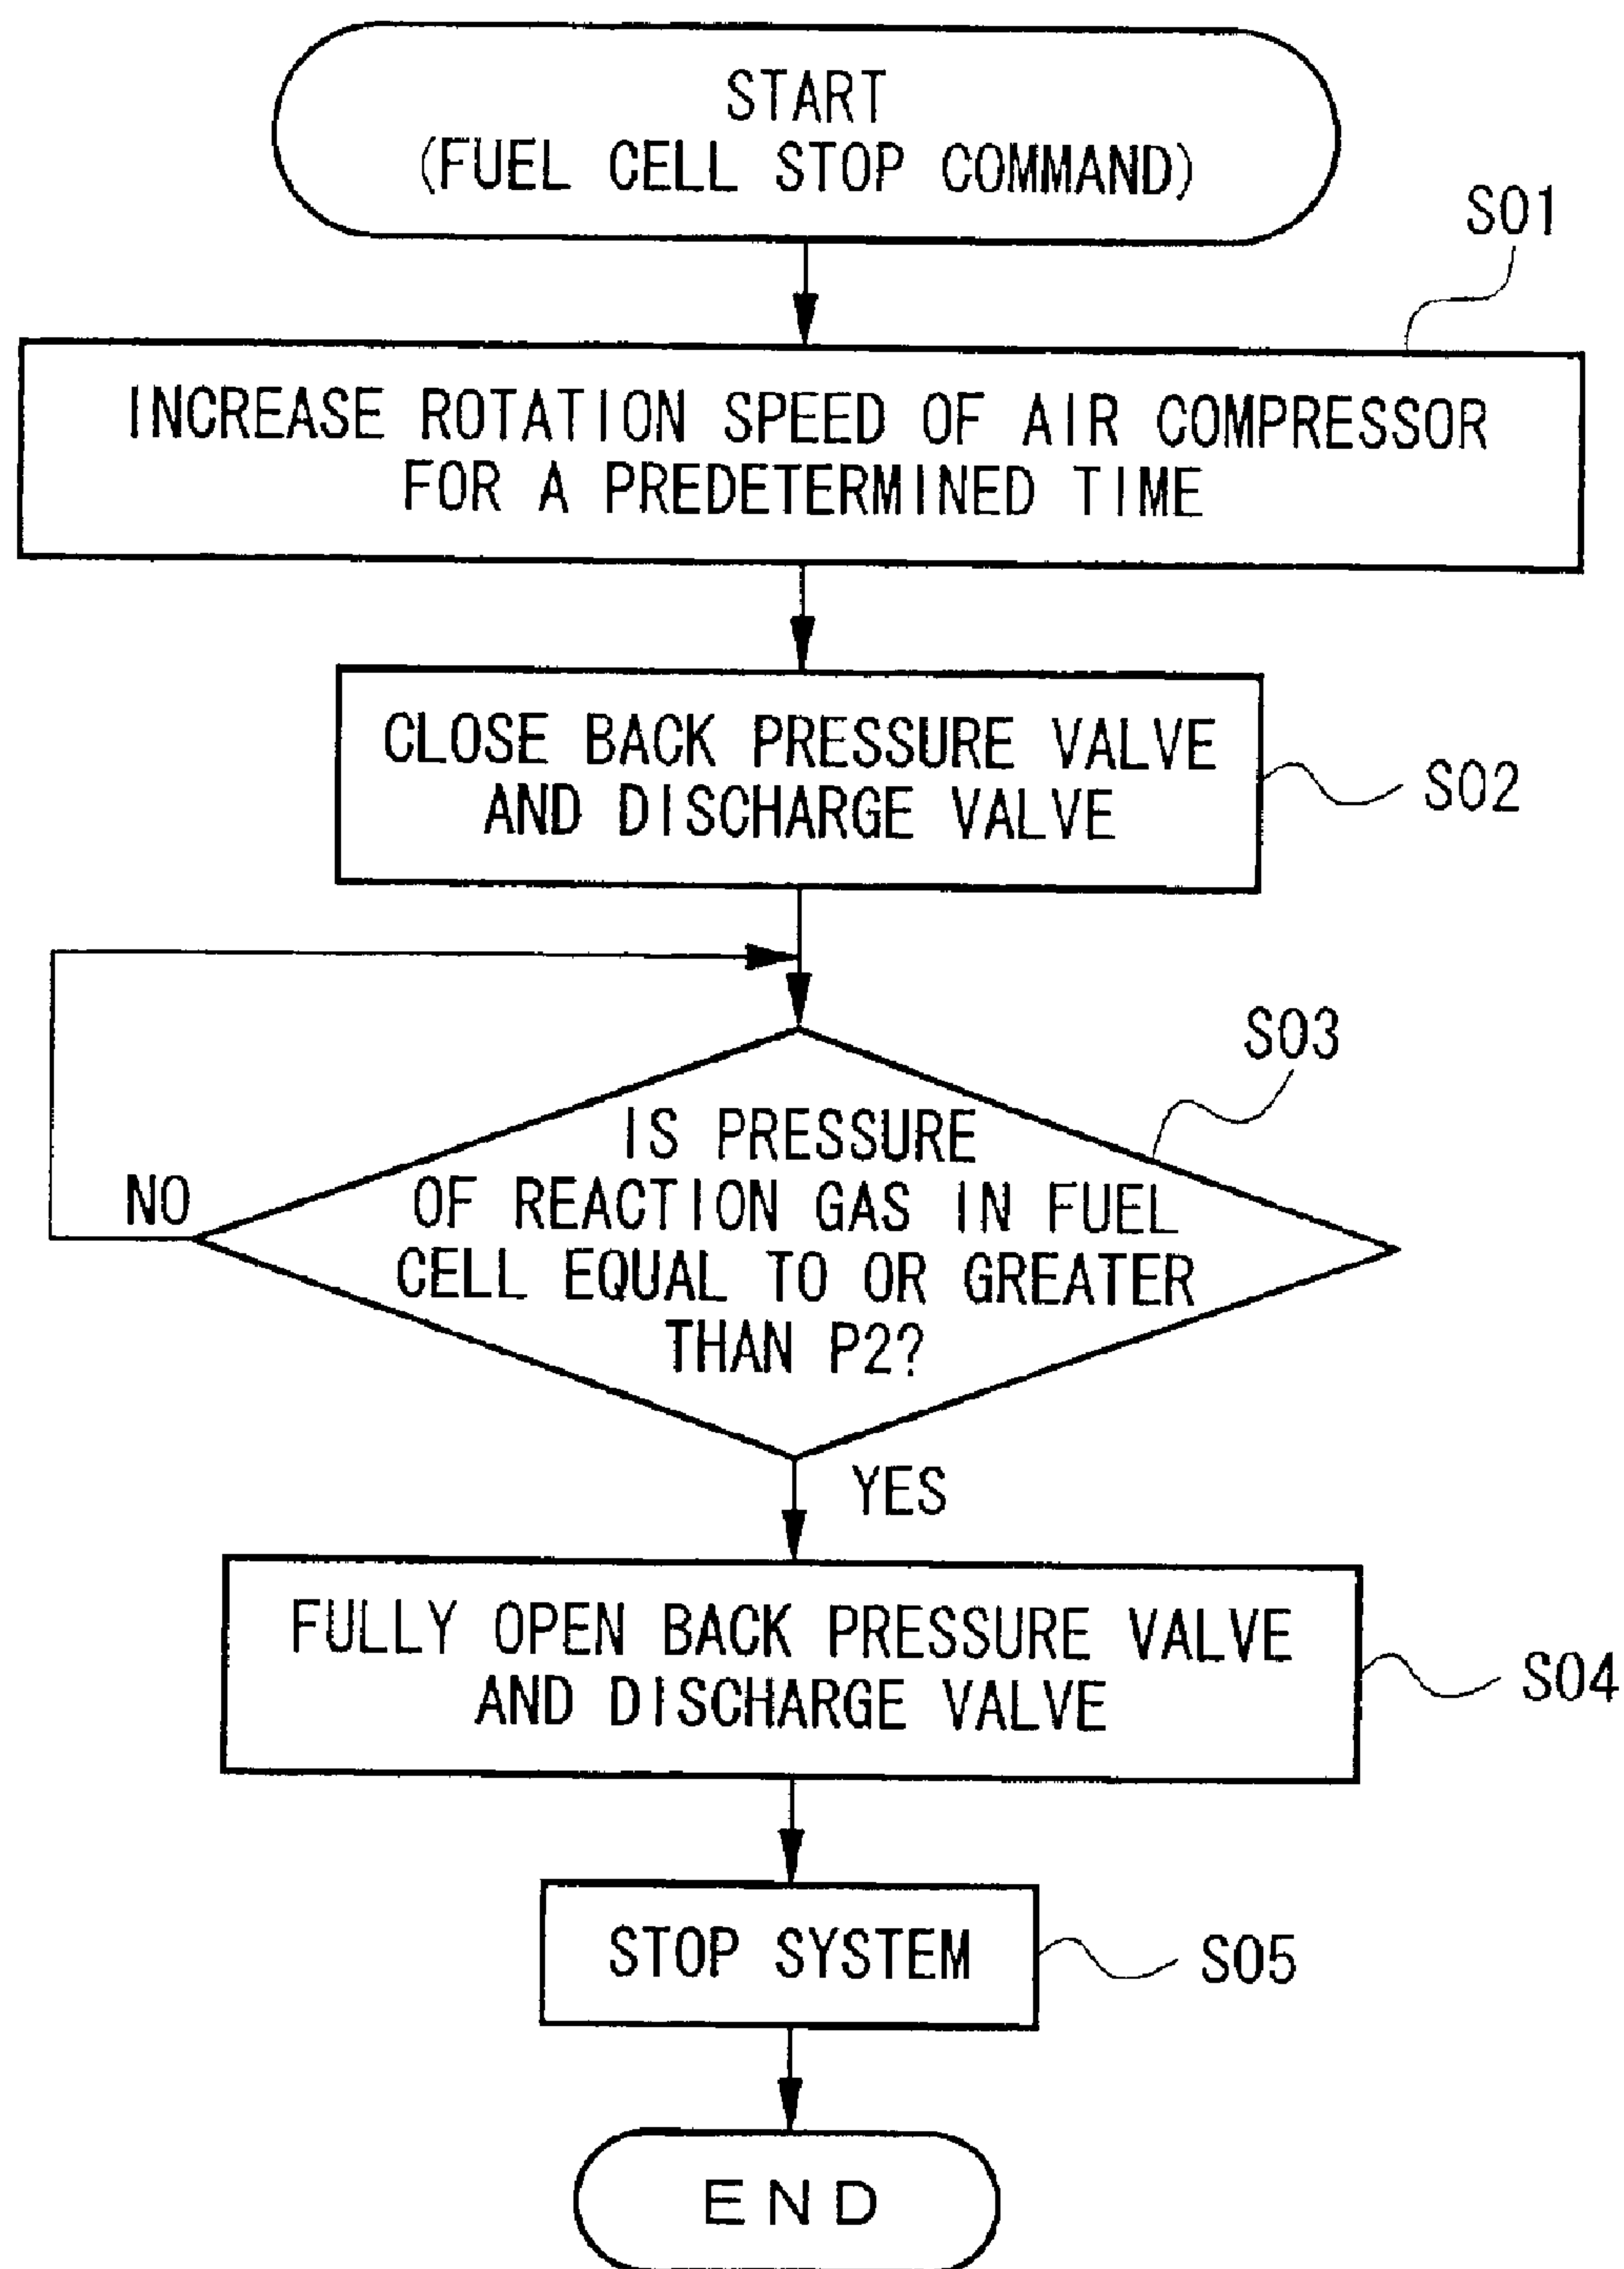 START
(FUEL CELL STOP COMMAND)
S01
INCREASE ROTATION SPEED OF AIR COMPRESSOR
FOR A PREDETERMINED TIME
CLOSE BACK PRESSURE VALVE
AND DISCHARGE VALVE
S02
S03
IS PRESSURE
OF REACTION GAS IN FUEL
CELL EQUAL TO OR GREATER
THAN P2?
NO
YES
FULLY OPEN BACK PRESSURE VALVE
AND DISCHARGE VALVE
S04
STOP SYSTEM
S05
END